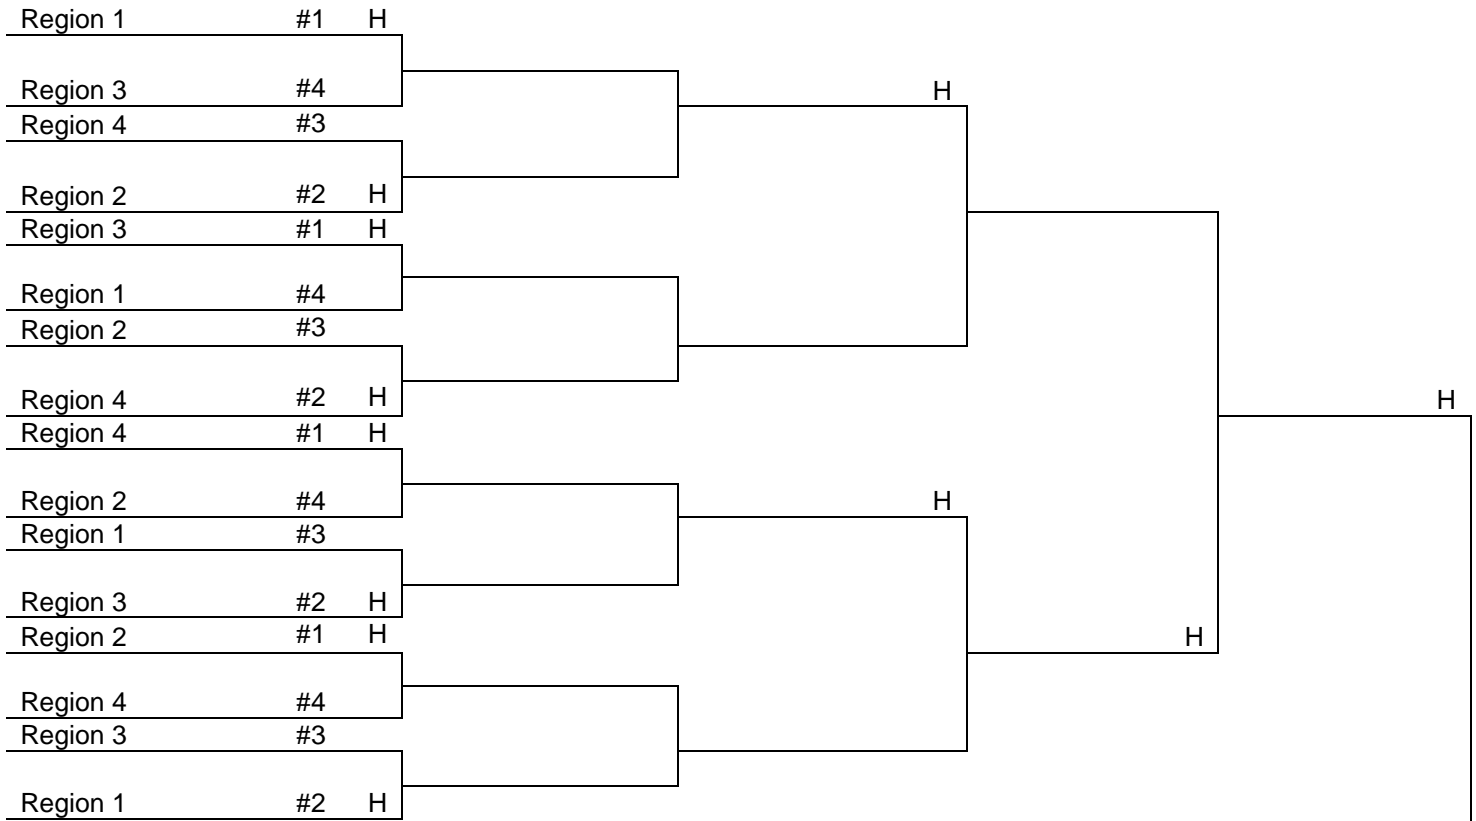 Region 1 #1 H
H
Region 3 #4
Region 4 #3
Region 2 #2 H
Region 3 #1 H
Region 1 #4
Region 2 #3
Region 4 #2 H
H
Region 4 #1 H
Region 2 #4
H
Region 1 #3
Region 3 #2 H
Region 2 #1 H
H
Region 4 #4
Region 3 #3
Region 1 #2 H